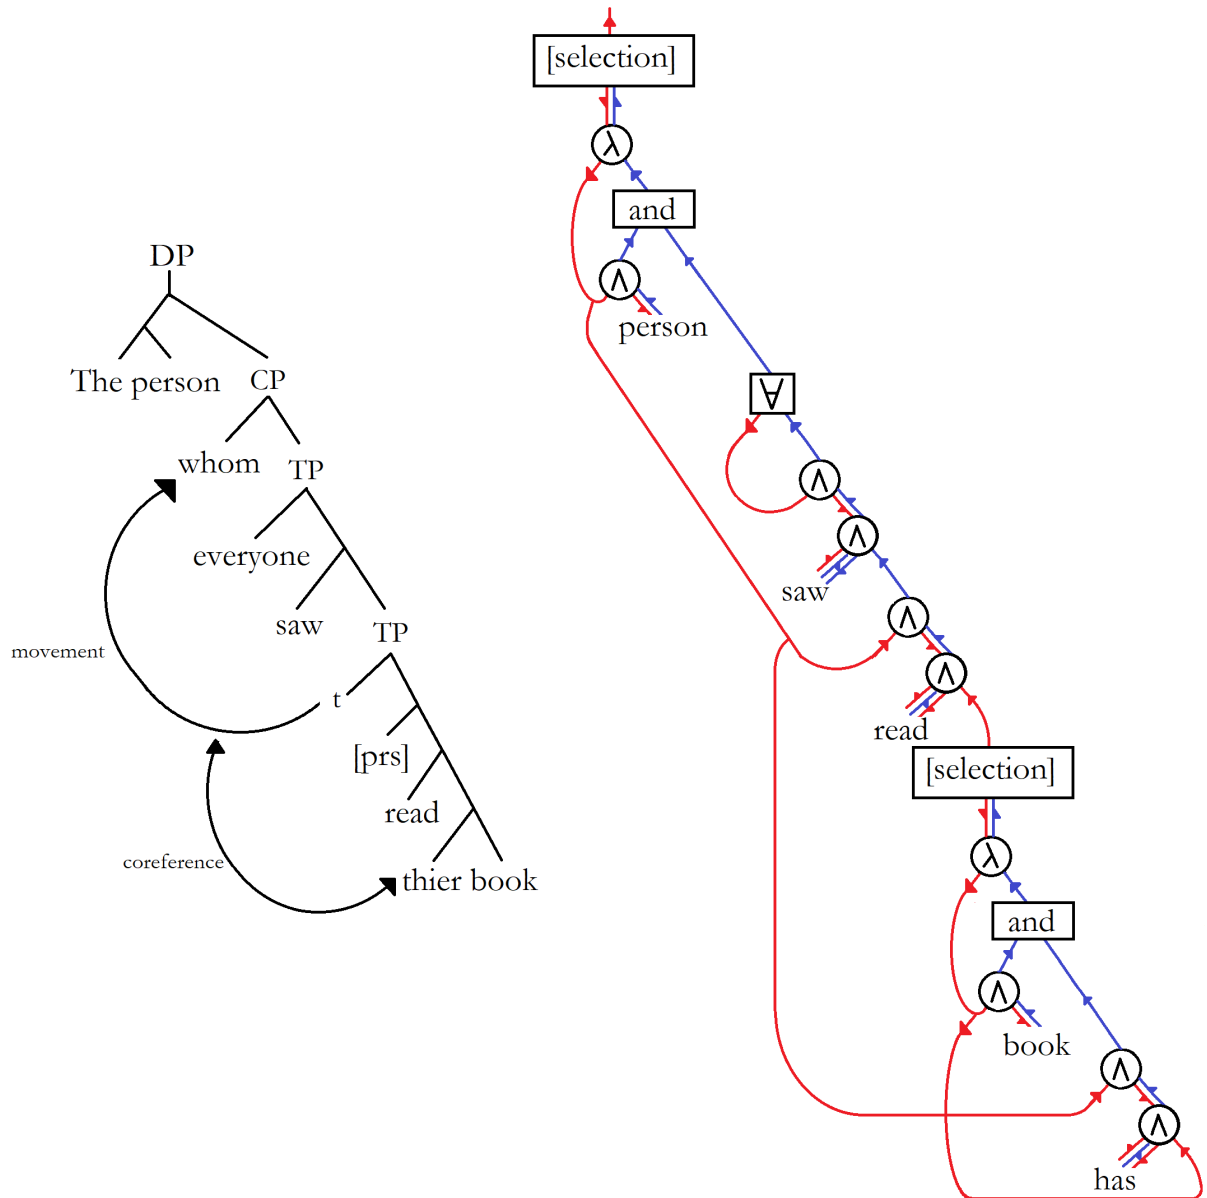 DP
The person
CP
whom
TP
everyone
saw
TP
movement
t
[prs]
read
coreference
thier book
[selection]
λ
and
Λ
person
∀
Λ
Λ
saw
Λ
Λ
read
[selection]
λ
and
Λ
book
Λ
Λ
has